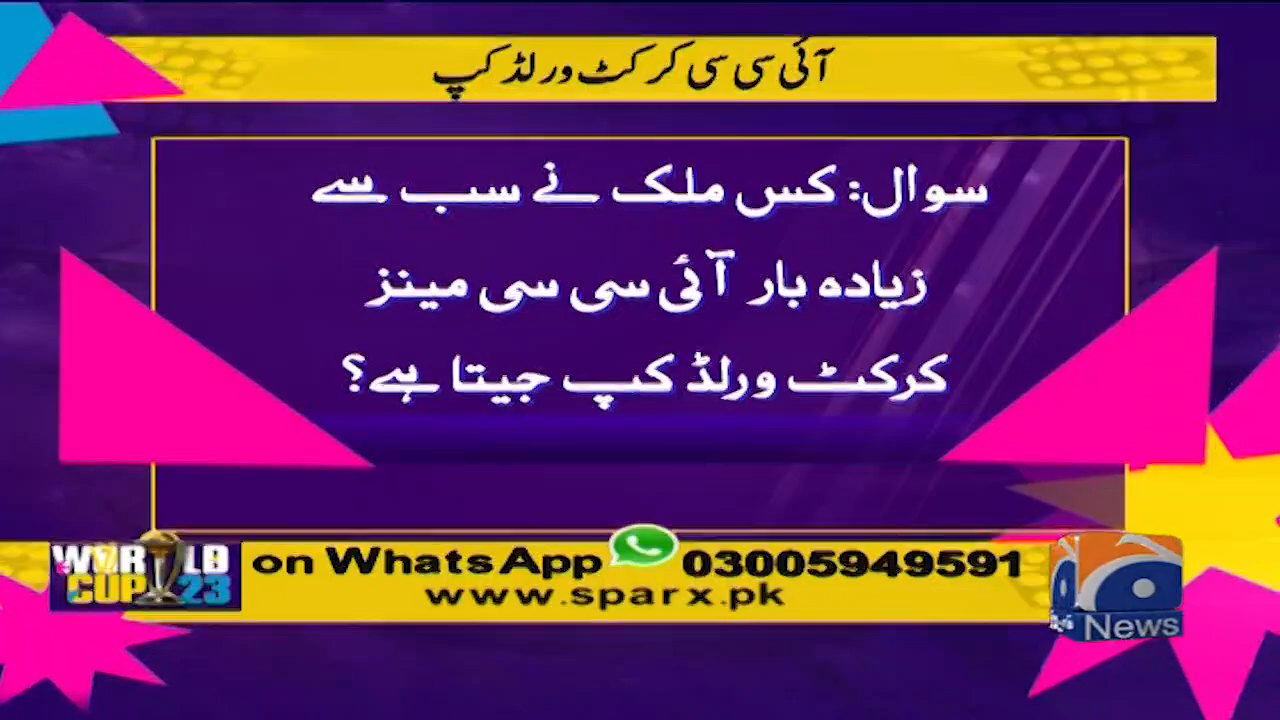 آئی سی سی کرکٹ ورلڈ کپ
سوال: کس ملک نے سب سے
زیادہ بار آئی سی سی مینز
کرکٹ ورلڈ کپ جیتا ہے؟
WORLD
CUP 23
on WhatsApp 03005949591
www.sparx.pk
News